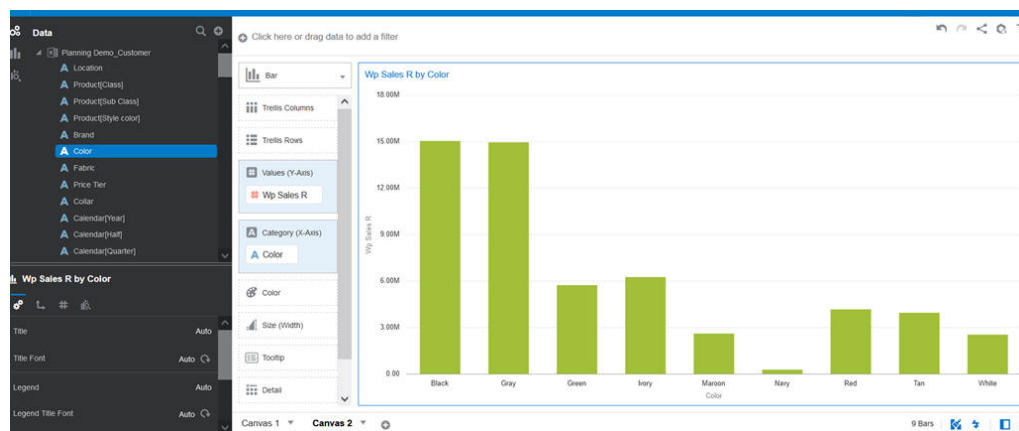 Data
Planning Demo_Customer
Location
Product[Class]
Product[Sub Class]
Product[Style color]
Brand
Color
Fabric
Price Tier
Collar
Calendar[Year]
Calendar[Half]
Calendar[Quarter]
Wp Sales R by Color
Title Auto
Title Font Auto
Legend Auto
Legend Title Font Auto
Click here or drag data to add a filter
Bar
Trellis Columns
Trellis Rows
Values (Y-Axis)
Wp Sales R
Category (X-Axis)
Color
Color
Size (Width)
Tooltip
Detail
Wp Sales R by Color
18.00M
15.00M
12.00M
9.00M
6.00M
3.00M
0.00
Wp Sales R
Black Gray Green Ivory Maroon Navy Red Tan White
Color
Canvas 1 Canvas 2
9 Bars